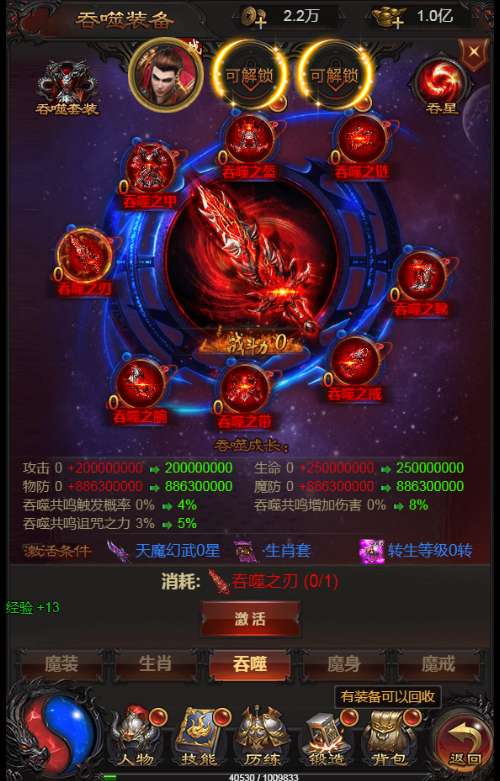 吞噬装备
2.2万
1.0亿
战
可解锁
可解锁
吞噬套装
吞星
吞噬之盔
吞噬之链
0
0
吞噬之甲
0
0
吞噬之刃
0
吞噬之镯
0
战斗力 0
吞噬之戒
0
吞噬之靴
0
吞噬之带
0
吞噬成长:
攻击 0 +200000000 200000000
生命 0 +250000000 250000000
物防 0 +886300000 886300000
魔防 0 +886300000 886300000
吞噬共鸣触发概率 0% 4%
吞噬共鸣增加伤害 0% 8%
吞噬共鸣诅咒之力 3% 5%
激活条件
天魔幻武0星
·生肖套
转生等级0转
消耗:
吞噬之刃 (0/1)
经验 +13
激活
魔装
生肖
吞噬
魔身
魔戒
有装备可以回收
人物
技能
历练
锻造
背包
返回
40530 / 1009833